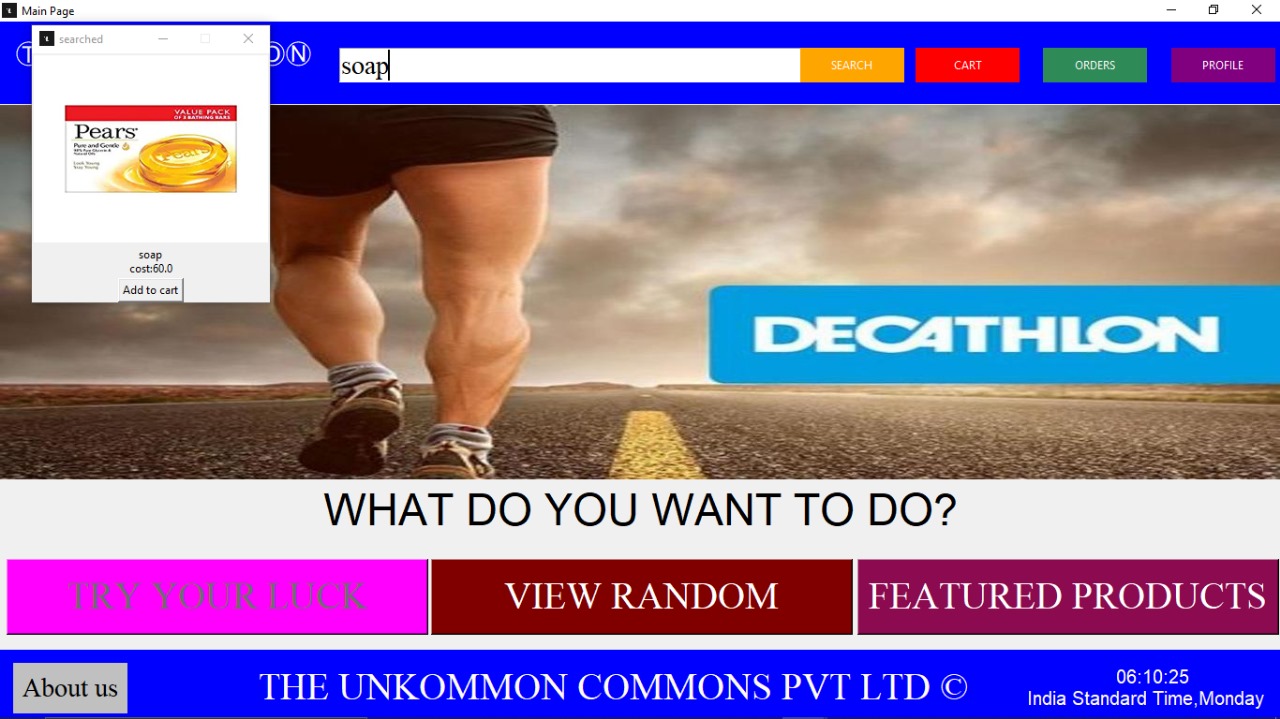 Main Page
searched
soap
SEARCH
CART
ORDERS
PROFILE
VALUE PACK
OF 3 BATHING BARS
Pears
Pure and Gentle
soap
cost:60.0
Add to cart
DECATHLON
WHAT DO YOU WANT TO DO?
TRY YOUR LUCK
VIEW RANDOM
FEATURED PRODUCTS
About us
THE UNKOMMON COMMONS PVT LTD ©
06:10:25
India Standard Time,Monday